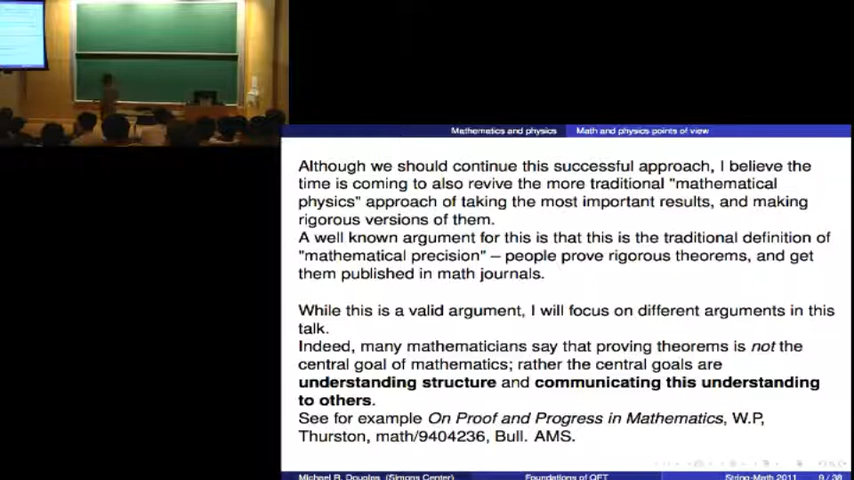 Mathematics and physics Math and physics points of view
Although we should continue this successful approach, I believe the
time is coming to also revive the more traditional "mathematical
physics" approach of taking the most important results, and making
rigorous versions of them.
A well known argument for this is that this is the traditional definition of
"mathematical precision" – people prove rigorous theorems, and get
them published in math journals.
While this is a valid argument, I will focus on different arguments in this
talk.
Indeed, many mathematicians say that proving theorems is not the
central goal of mathematics; rather the central goals are
understanding structure and communicating this understanding
to others.
See for example On Proof and Progress in Mathematics, W.P,
Thurston, math/9404236, Bull. AMS.
Michael R. Douglas (Simons Center) Foundations of QFT String-Math 2011 9 / 38